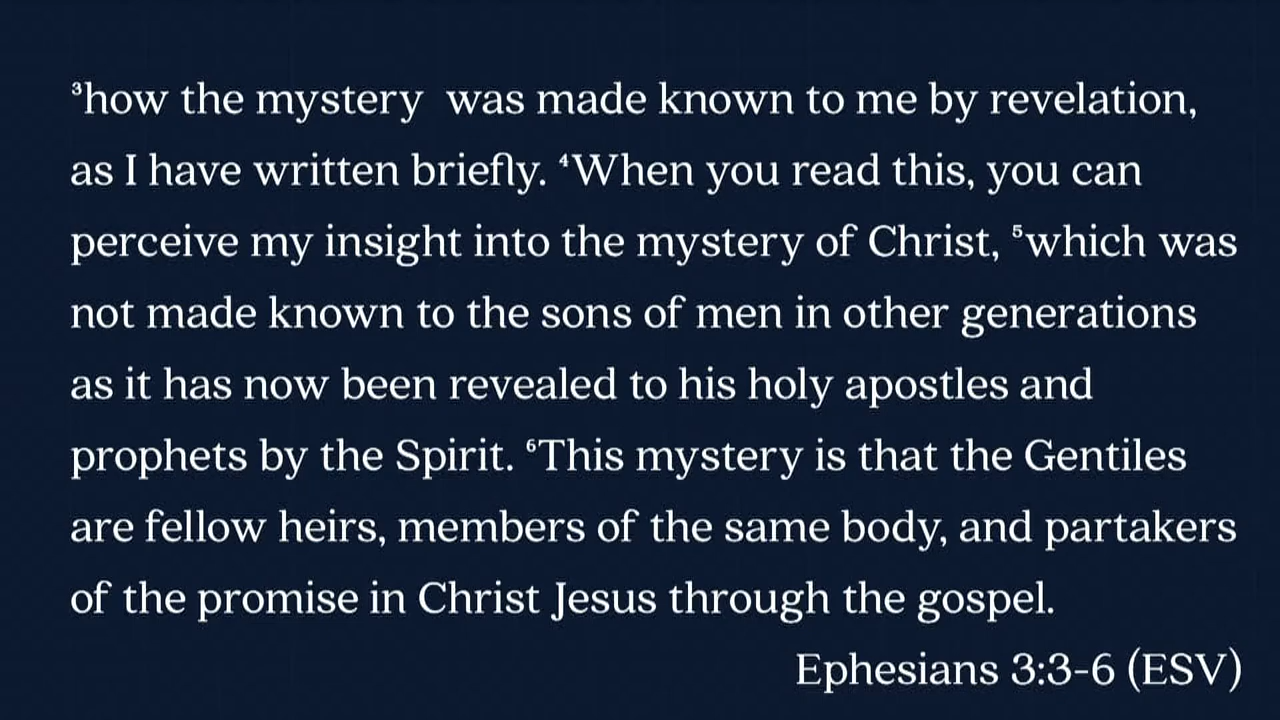 ³how the mystery  was made known to me by revelation,
as I have written briefly. ⁴When you read this, you can
perceive my insight into the mystery of Christ, ⁵which was
not made known to the sons of men in other generations
as it has now been revealed to his holy apostles and
prophets by the Spirit. ⁶This mystery is that the Gentiles
are fellow heirs, members of the same body, and partakers
of the promise in Christ Jesus through the gospel.
Ephesians 3:3-6 (ESV)